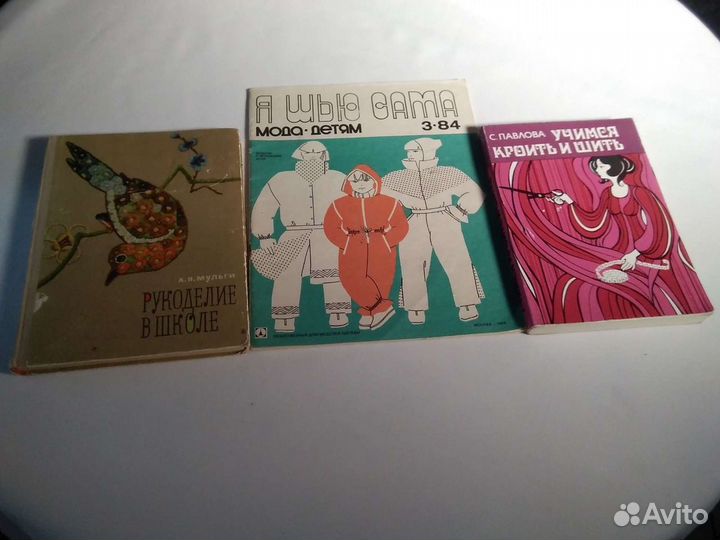 Х.Я. МУЛЬГИ
РУКОДЕЛИЕ
В ШКОЛЕ
Я ШЬЮ САМА
МОДА·ДЕТЯМ 3·84
С. ПАВЛОВА УЧИМСЯ
КРОИТЬ И ШИТЬ
Avito